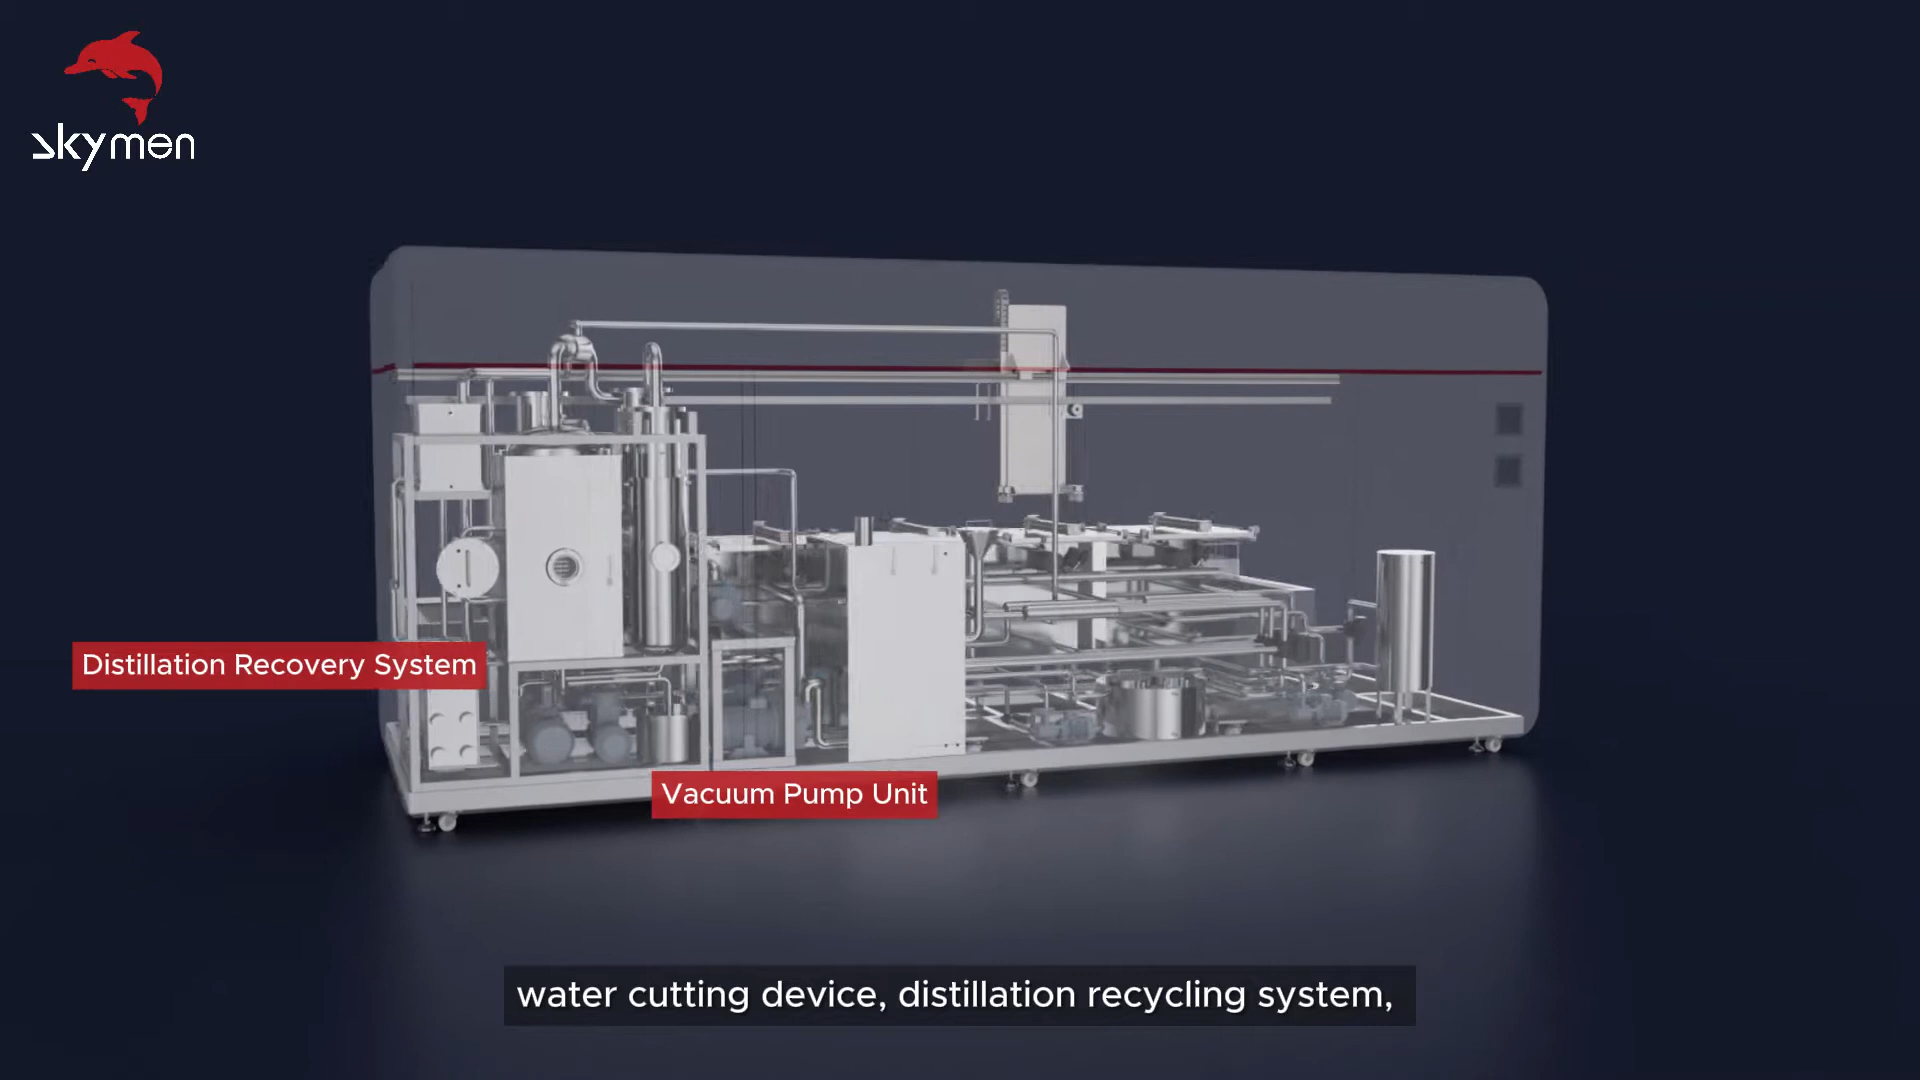 skymen
Distillation Recovery System
Vacuum Pump Unit
water cutting device, distillation recycling system,